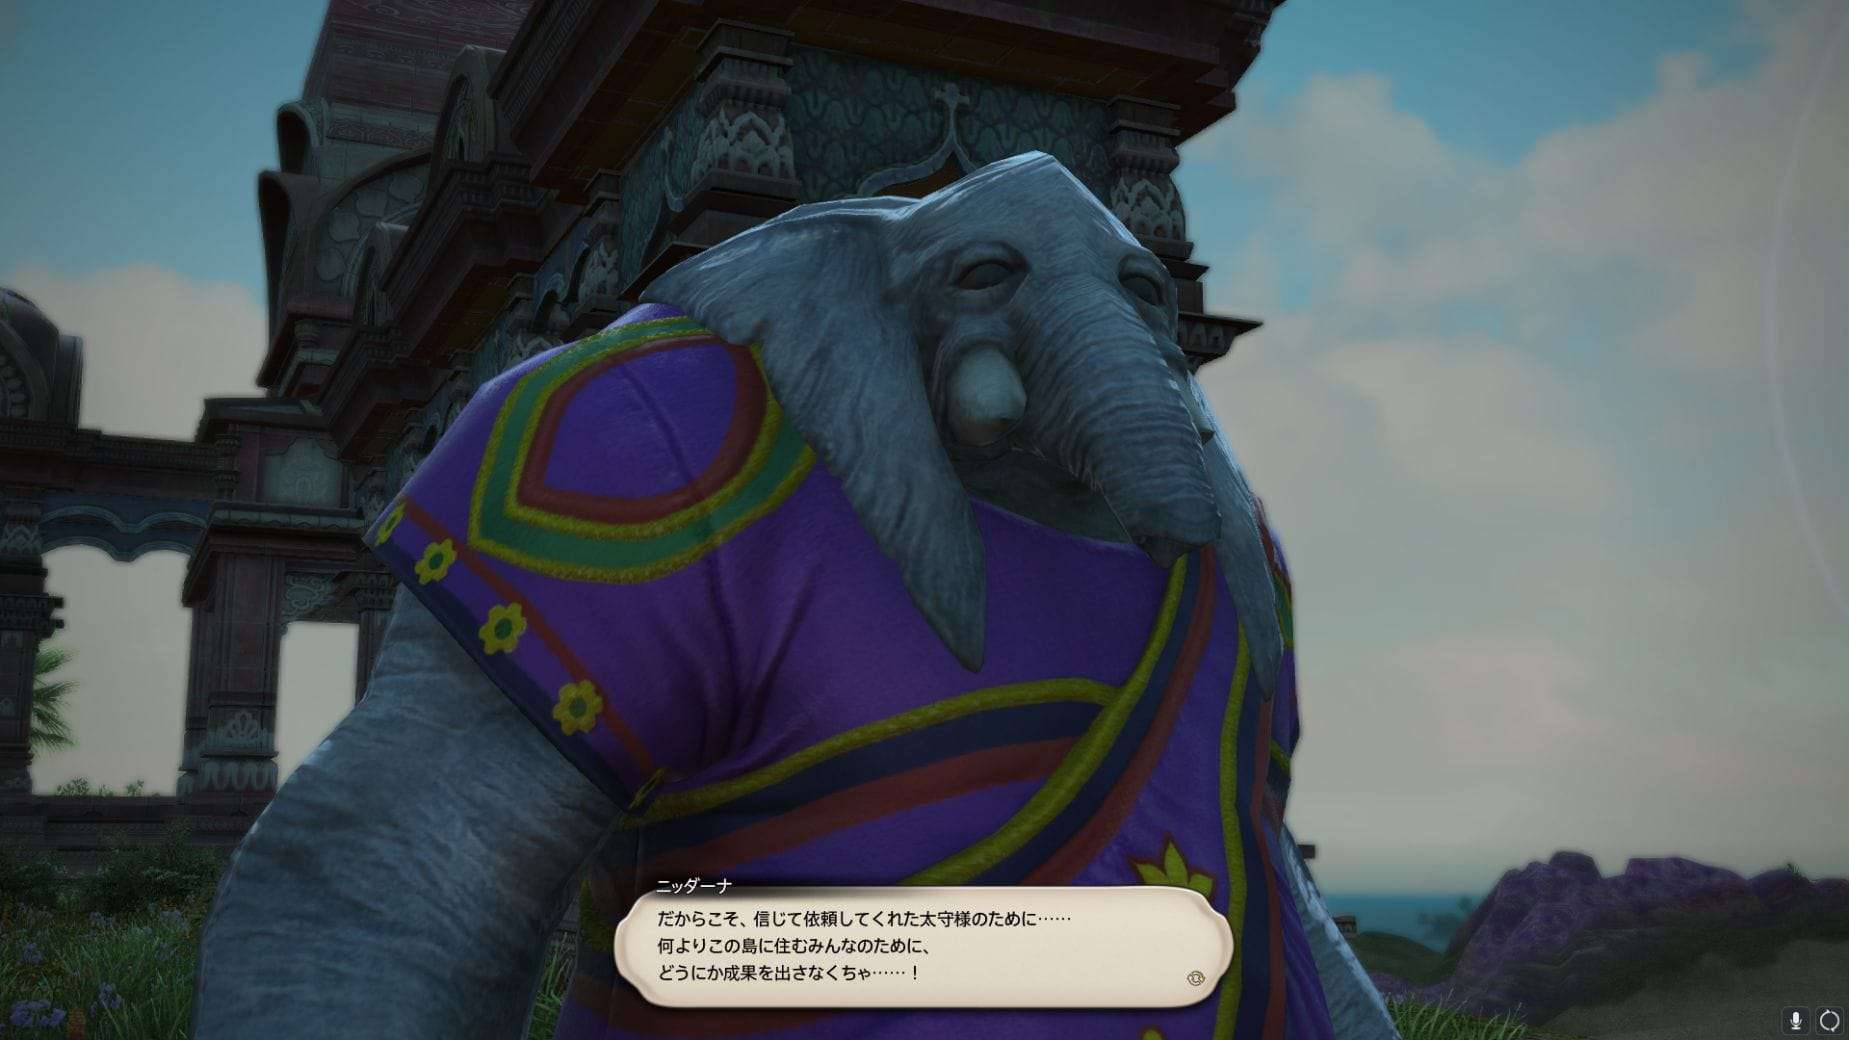 ニッダーナ
だからこそ、信じて依頼してくれた太守様のために……
何よりこの島に住むみんなのために、
どうにか成果を出さなくちゃ……！